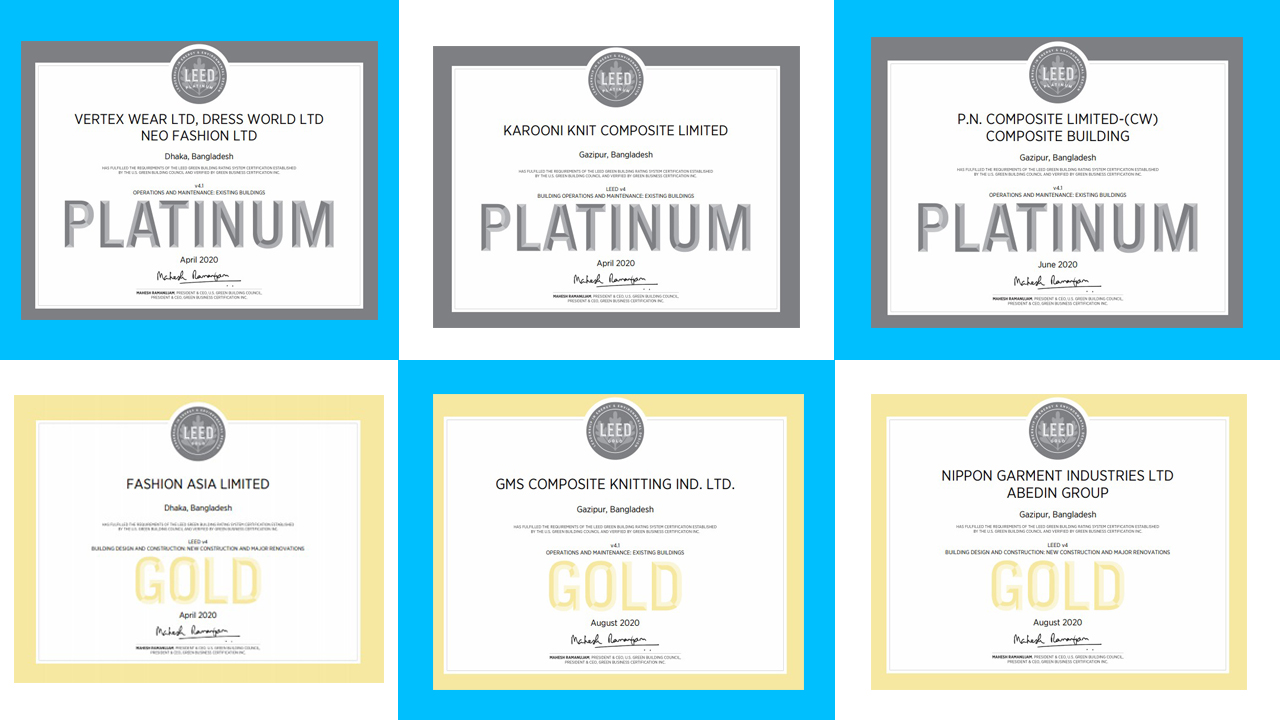 LEED
PLATINUM
VERTEX WEAR LTD, DRESS WORLD LTD
NEO FASHION LTD
Dhaka, Bangladesh
HAS FULFILLED THE REQUIREMENTS OF THE LEED GREEN BUILDING RATING SYSTEM CERTIFICATION ESTABLISHED
BY THE U.S. GREEN BUILDING COUNCIL AND VERIFIED BY GREEN BUSINESS CERTIFICATION INC.
v4.1
OPERATIONS AND MAINTENANCE: EXISTING BUILDINGS
PLATINUM
April 2020
Mahesh Ramanujam
MAHESH RAMANUJAM, PRESIDENT & CEO, U.S. GREEN BUILDING COUNCIL,
PRESIDENT & CEO, GREEN BUSINESS CERTIFICATION INC.
LEED
PLATINUM
KAROONI KNIT COMPOSITE LIMITED
Gazipur, Bangladesh
HAS FULFILLED THE REQUIREMENTS OF THE LEED GREEN BUILDING RATING SYSTEM CERTIFICATION ESTABLISHED
BY THE U.S. GREEN BUILDING COUNCIL AND VERIFIED BY GREEN BUSINESS CERTIFICATION INC.
LEED v4
BUILDING OPERATIONS AND MAINTENANCE: EXISTING BUILDINGS
PLATINUM
April 2020
Mahesh Ramanujam
MAHESH RAMANUJAM, PRESIDENT & CEO, U.S. GREEN BUILDING COUNCIL,
PRESIDENT & CEO, GREEN BUSINESS CERTIFICATION INC.
LEED
PLATINUM
P.N. COMPOSITE LIMITED-(CW)
COMPOSITE BUILDING
Gazipur, Bangladesh
HAS FULFILLED THE REQUIREMENTS OF THE LEED GREEN BUILDING RATING SYSTEM CERTIFICATION ESTABLISHED
BY THE U.S. GREEN BUILDING COUNCIL AND VERIFIED BY GREEN BUSINESS CERTIFICATION INC.
v4.1
OPERATIONS AND MAINTENANCE: EXISTING BUILDINGS
PLATINUM
June 2020
Mahesh Ramanujam
MAHESH RAMANUJAM, PRESIDENT & CEO, U.S. GREEN BUILDING COUNCIL,
PRESIDENT & CEO, GREEN BUSINESS CERTIFICATION INC.
LEED
GOLD
FASHION ASIA LIMITED
Dhaka, Bangladesh
HAS FULFILLED THE REQUIREMENTS OF THE LEED GREEN BUILDING RATING SYSTEM CERTIFICATION ESTABLISHED
BY THE U.S. GREEN BUILDING COUNCIL AND VERIFIED BY GREEN BUSINESS CERTIFICATION INC.
LEED v4
BUILDING DESIGN AND CONSTRUCTION: NEW CONSTRUCTION AND MAJOR RENOVATIONS
GOLD
April 2020
Mahesh Ramanujam
MAHESH RAMANUJAM, PRESIDENT & CEO, U.S. GREEN BUILDING COUNCIL,
PRESIDENT & CEO, GREEN BUSINESS CERTIFICATION INC.
LEED
GOLD
GMS COMPOSITE KNITTING IND. LTD.
Gazipur, Bangladesh
HAS FULFILLED THE REQUIREMENTS OF THE LEED GREEN BUILDING RATING SYSTEM CERTIFICATION ESTABLISHED
BY THE U.S. GREEN BUILDING COUNCIL AND VERIFIED BY GREEN BUSINESS CERTIFICATION INC.
v4.1
OPERATIONS AND MAINTENANCE: EXISTING BUILDINGS
GOLD
August 2020
Mahesh Ramanujam
MAHESH RAMANUJAM, PRESIDENT & CEO, U.S. GREEN BUILDING COUNCIL,
PRESIDENT & CEO, GREEN BUSINESS CERTIFICATION INC.
LEED
GOLD
NIPPON GARMENT INDUSTRIES LTD
ABEDIN GROUP
Gazipur, Bangladesh
HAS FULFILLED THE REQUIREMENTS OF THE LEED GREEN BUILDING RATING SYSTEM CERTIFICATION ESTABLISHED
BY THE U.S. GREEN BUILDING COUNCIL AND VERIFIED BY GREEN BUSINESS CERTIFICATION INC.
LEED v4
BUILDING DESIGN AND CONSTRUCTION: NEW CONSTRUCTION AND MAJOR RENOVATIONS
GOLD
August 2020
Mahesh Ramanujam
MAHESH RAMANUJAM, PRESIDENT & CEO, U.S. GREEN BUILDING COUNCIL,
PRESIDENT & CEO, GREEN BUSINESS CERTIFICATION INC.